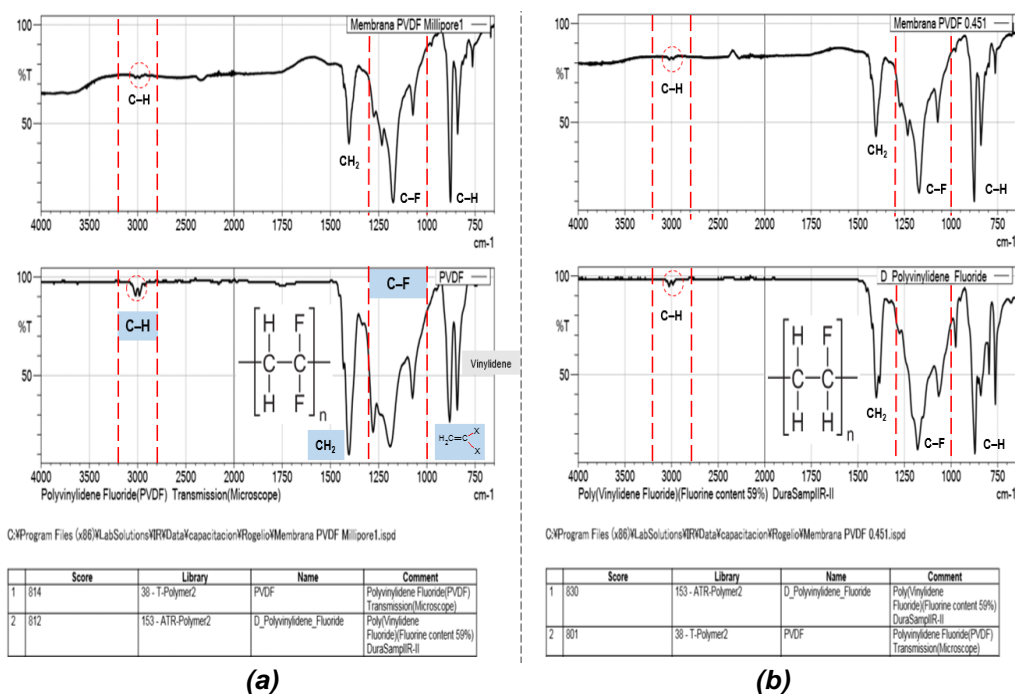 Membrana PVDF Millipore1
100
%T
50
C–H
CH2
C–F
C–H
4000 3500 3000 2500 2000 1750 1500 1250 1000 750
cm-1
PVDF
100
%T
50
C–H
C–F
H F
C C
H F
n
Vinylidene
CH2
H2C=C
X
X
4000 3500 3000 2500 2000 1750 1500 1250 1000 750
Polyvinylidene Fluoride(PVDF) Transmission(Microscope)
cm-1
C:¥Program Files (x86)¥LabSolutions¥IR¥Data¥capacitacion¥Rogelio¥Membrana PVDF Millipore1.ispd
Score Library Name Comment
1 814 38 - T-Polymer2 PVDF Polyvinylidene Fluoride(PVDF)
Transmission(Microscope)
2 812 153 - ATR-Polymer2 D_Polyvinylidene_Fluoride Poly(Vinylidene
Fluoride)(Fluorine content 59%)
DuraSamplIR-II
(a)
Membrana PVDF 0.451
100
%T
50
C–H
CH2
C–F
C–H
4000 3500 3000 2500 2000 1750 1500 1250 1000 750
cm-1
D_Polyvinylidene_Fluoride
100
%T
50
C–H
H F
C C
H H
n
CH2
C–F
C–H
4000 3500 3000 2500 2000 1750 1500 1250 1000 750
Poly(Vinylidene Fluoride)(Fluorine content 59%) DuraSamplIR-II
cm-1
C:¥Program Files (x86)¥LabSolutions¥IR¥Data¥capacitacion¥Rogelio¥Membrana PVDF 0.451.ispd
Score Library Name Comment
1 830 153 - ATR-Polymer2 D_Polyvinylidene_Fluoride Poly(Vinylidene
Fluoride)(Fluorine content 59%)
DuraSamplIR-II
2 801 38 - T-Polymer2 PVDF Polyvinylidene Fluoride(PVDF)
Transmission(Microscope)
(b)